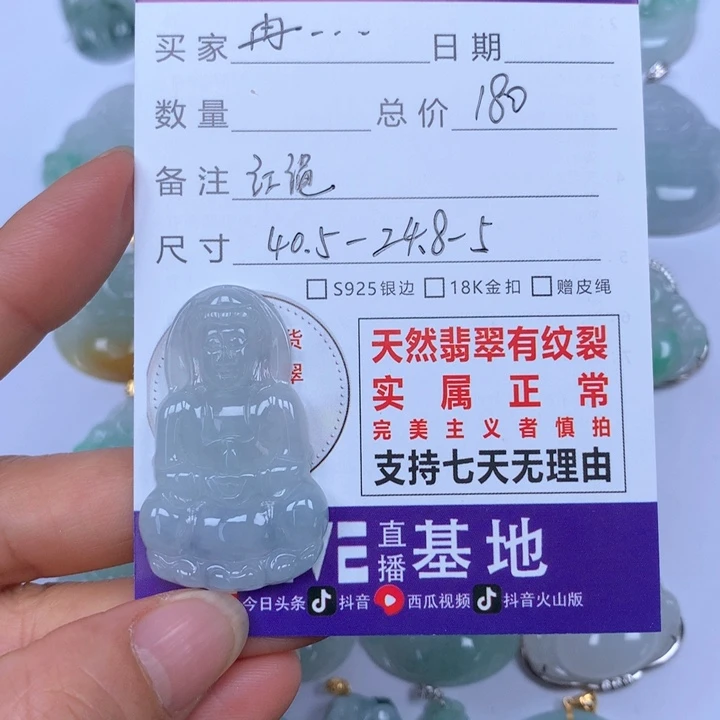 买家 冉...
日期
数量
总价 180
备注 红绳
尺寸 40.5-24.8-5
□S925银边 □18K金扣 □赠皮绳
天然翡翠有纹裂
实属正常
完美主义者慎拍
支持七天无理由
货
翠
VE 直播基地
今日头条 抖音 西瓜视频 抖音火山版